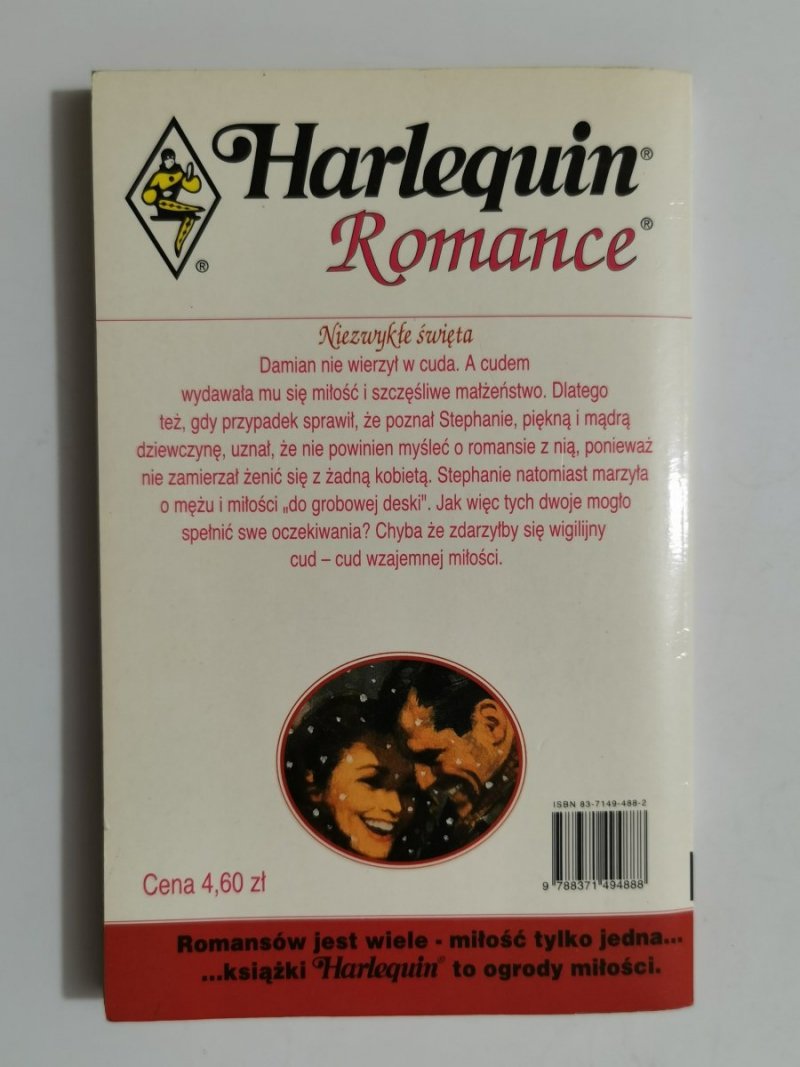 Harlequin®
Romance®
®
Niezwykłe święta
Damian nie wierzył w cuda. A cudem
wydawała mu się miłość i szczęśliwe małżeństwo. Dlatego
też, gdy przypadek sprawił, że poznał Stephanie, piękną i mądrą
dziewczynę, uznał, że nie powinien myśleć o romansie z nią, ponieważ
nie zamierzał żenić się z żadną kobietą. Stephanie natomiast marzyła
o mężu i miłości „do grobowej deski". Jak więc tych dwoje mogło
spełnić swe oczekiwania? Chyba że zdarzyłby się wigilijny
cud – cud wzajemnej miłości.
ISBN 83-7149-488-2
9 788371 494888
Cena 4,60 zł
Romansów jest wiele - miłość tylko jedna...
...książki Harlequin® to ogrody miłości.